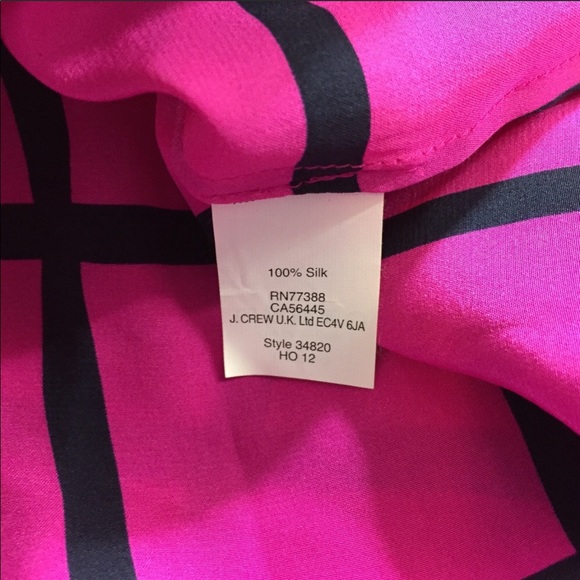 100% Silk
RN77388
CA56445
J. CREW U.K. Ltd EC4V 6JA
Style 34820
HO 12